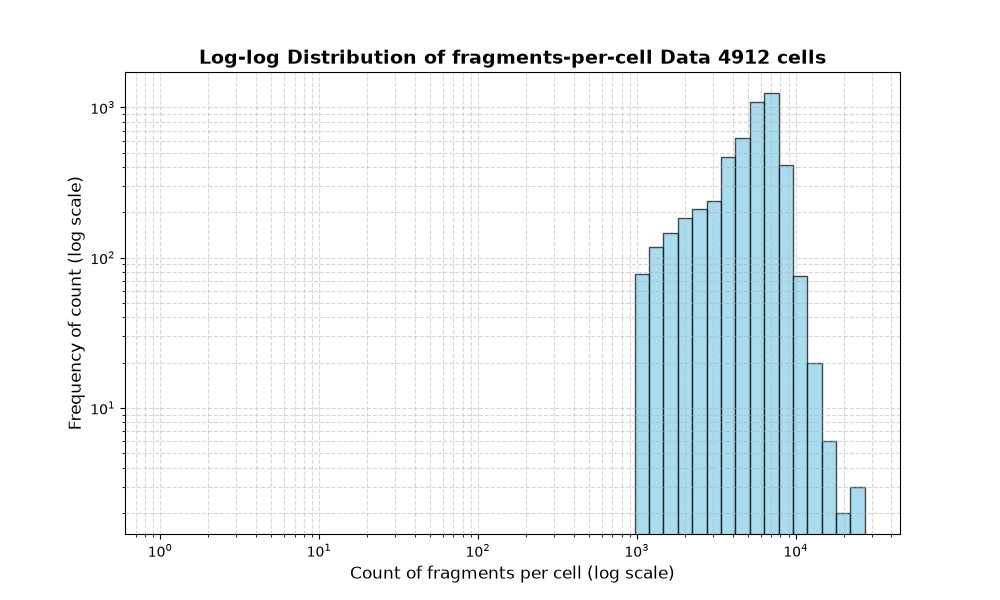 Log-log Distribution of fragments-per-cell Data 4912 cells
Frequency of count (log scale)
10³
10²
10¹
10⁰ 10¹ 10² 10³ 10⁴
Count of fragments per cell (log scale)